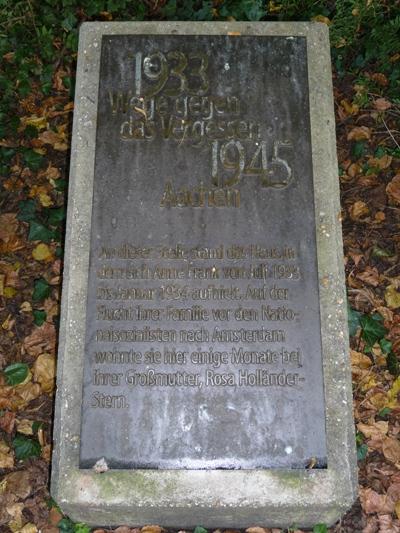 1933
Wege gegen
das Vergessen
1945
Aachen
An dieser Stelle stand das Haus, in
dem sich Anne Frank von Juli 1933
bis Januar 1934 aufhielt. Auf der
Flucht ihrer Familie vor den Natio-
nalsozialisten nach Amsterdam
wohnte sie hier einige Monate bei
ihrer Großmutter, Rosa Holländer-
Stern.